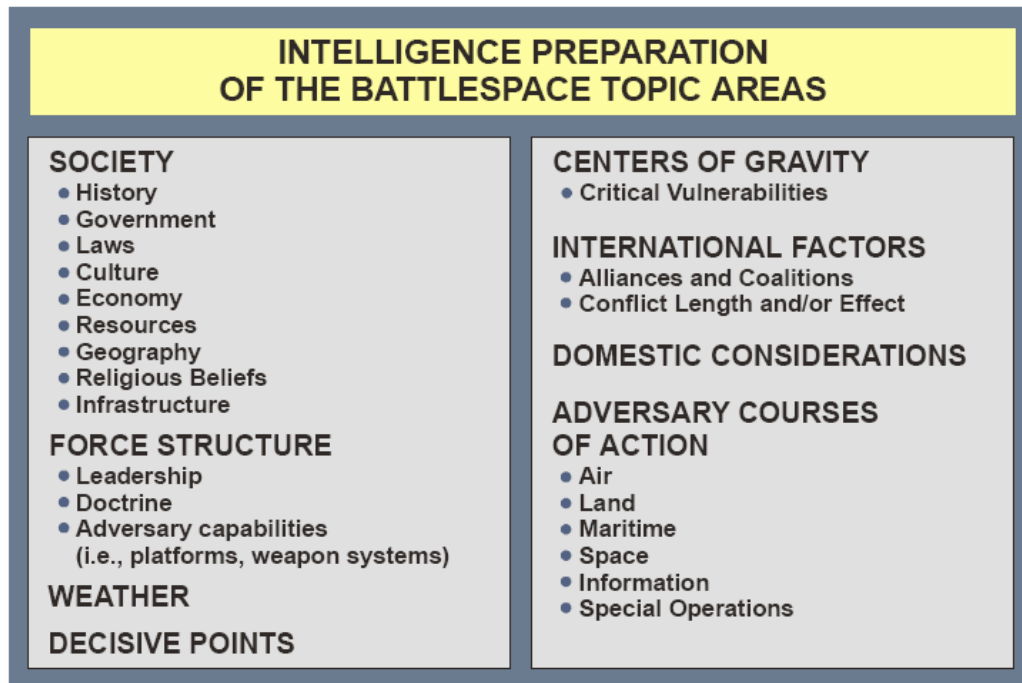 INTELLIGENCE PREPARATION
OF THE BATTLESPACE TOPIC AREAS
SOCIETY
• History
• Government
• Laws
• Culture
• Economy
• Resources
• Geography
• Religious Beliefs
• Infrastructure
FORCE STRUCTURE
• Leadership
• Doctrine
• Adversary capabilities
(i.e., platforms, weapon systems)
WEATHER
DECISIVE POINTS
CENTERS OF GRAVITY
• Critical Vulnerabilities
INTERNATIONAL FACTORS
• Alliances and Coalitions
• Conflict Length and/or Effect
DOMESTIC CONSIDERATIONS
ADVERSARY COURSES
OF ACTION
• Air
• Land
• Maritime
• Space
• Information
• Special Operations